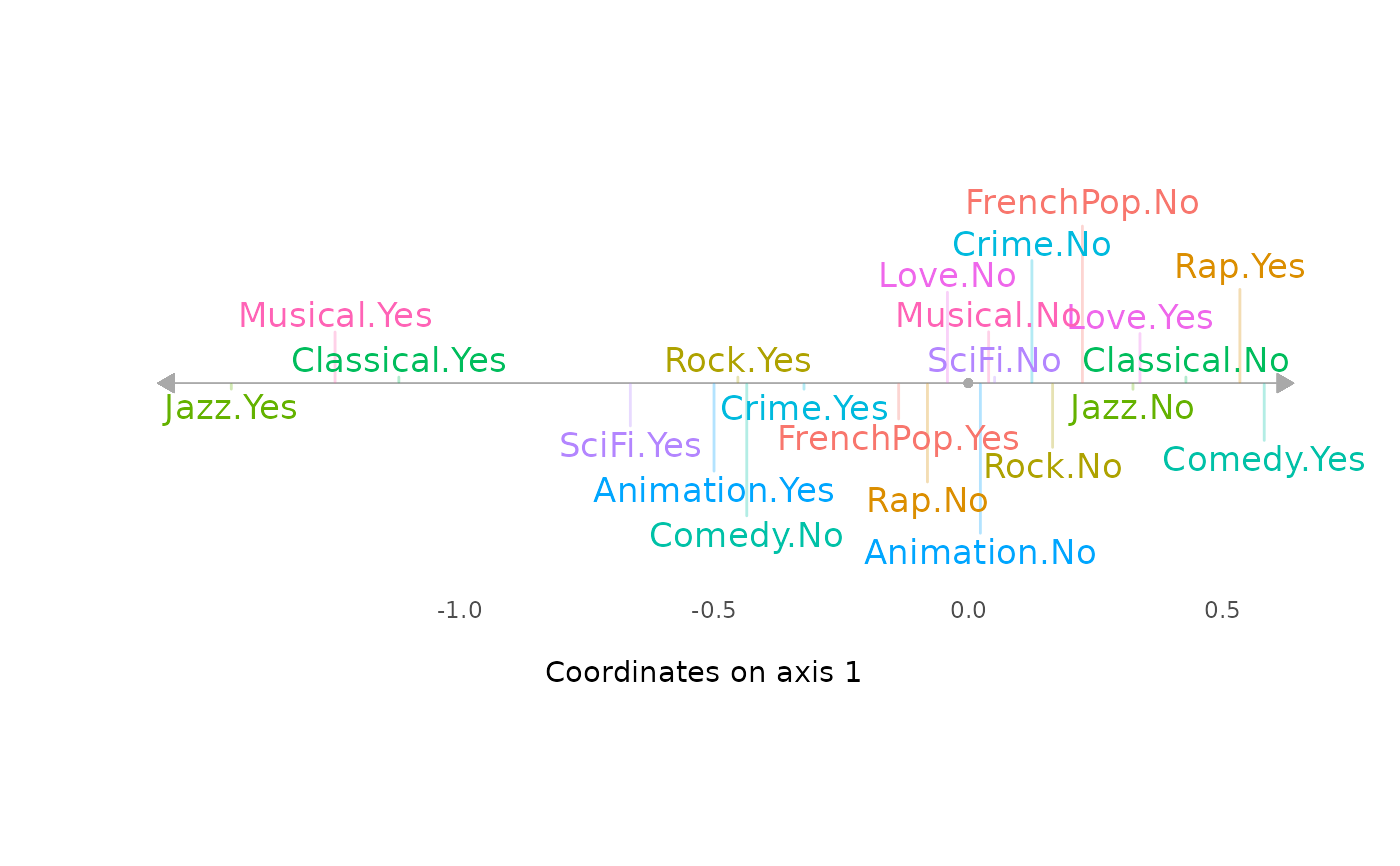 FrenchPop.No
Crime.No
Rap.Yes
Love.No
Musical.Yes
Musical.No
Love.Yes
Classical.Yes
Rock.Yes
SciFi.No
Classical.No
Jazz.Yes
Crime.Yes
Jazz.No
FrenchPop.Yes
SciFi.Yes
Rock.No
Comedy.Yes
Animation.Yes
Rap.No
Comedy.No
Animation.No
-1.0
-0.5
0.0
0.5
Coordinates on axis 1